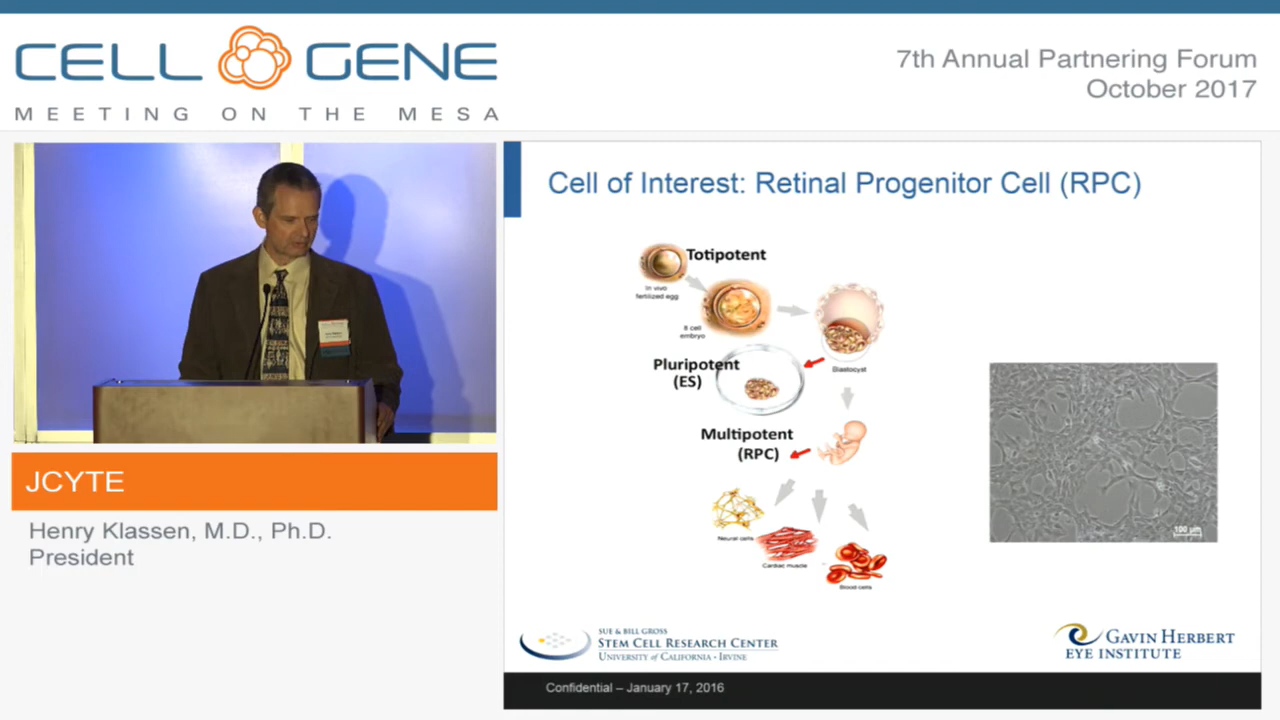 CELL GENE
MEETING ON THE MESA
7th Annual Partnering Forum
October 2017
JCYTE
Henry Klassen, M.D., Ph.D.
President
Cell of Interest: Retinal Progenitor Cell (RPC)
Totipotent
In vivo
fertilized egg
8 cell
embryo
Pluripotent
(ES)
Blastocyst
Multipotent
(RPC)
Neural cells
Cardiac muscle
Blood cells
100 µm
SUE & BILL GROSS
STEM CELL RESEARCH CENTER
UNIVERSITY of CALIFORNIA • IRVINE
GAVIN HERBERT
EYE INSTITUTE
Confidential – January 17, 2016